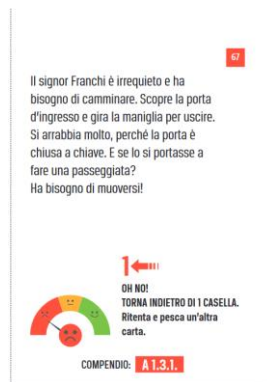 67
Il signor Franchi è irrequieto e ha
bisogno di camminare. Scopre la porta
d'ingresso e gira la maniglia per uscire.
Si arrabbia molto, perché la porta è
chiusa a chiave. E se lo si portasse a
fare una passeggiata?
Ha bisogno di muoversi!
1
OH NO!
TORNA INDIETRO DI 1 CASELLA.
Ritenta e pesca un'altra
carta.
COMPENDIO: A 1.3.1.